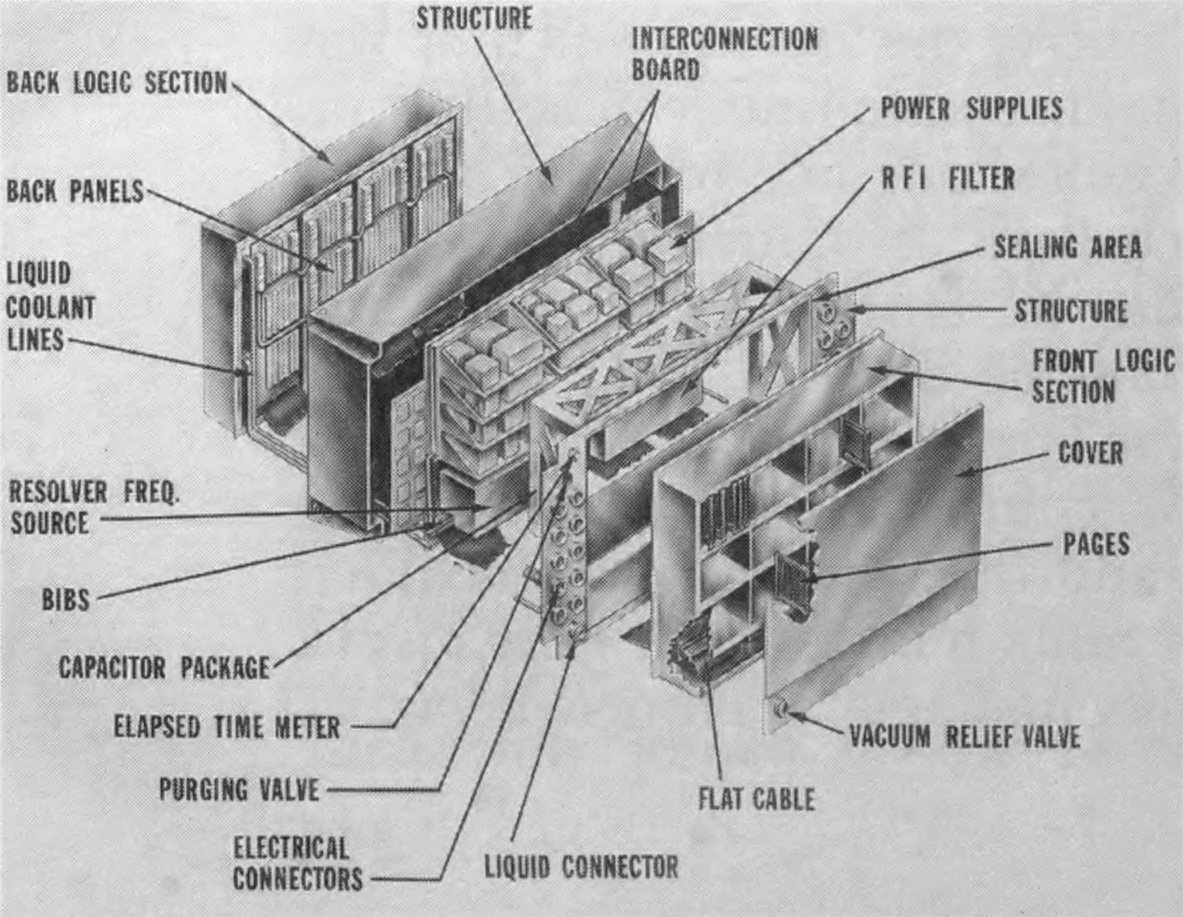 STRUCTURE
INTERCONNECTION
BOARD
BACK LOGIC SECTION
POWER SUPPLIES
BACK PANELS
R F I FILTER
SEALING AREA
LIQUID
COOLANT
LINES
STRUCTURE
FRONT LOGIC
SECTION
COVER
RESOLVER FREQ.
SOURCE
PAGES
BIBS
CAPACITOR PACKAGE
ELAPSED TIME METER
VACUUM RELIEF VALVE
PURGING VALVE
FLAT CABLE
ELECTRICAL
CONNECTORS
LIQUID CONNECTOR